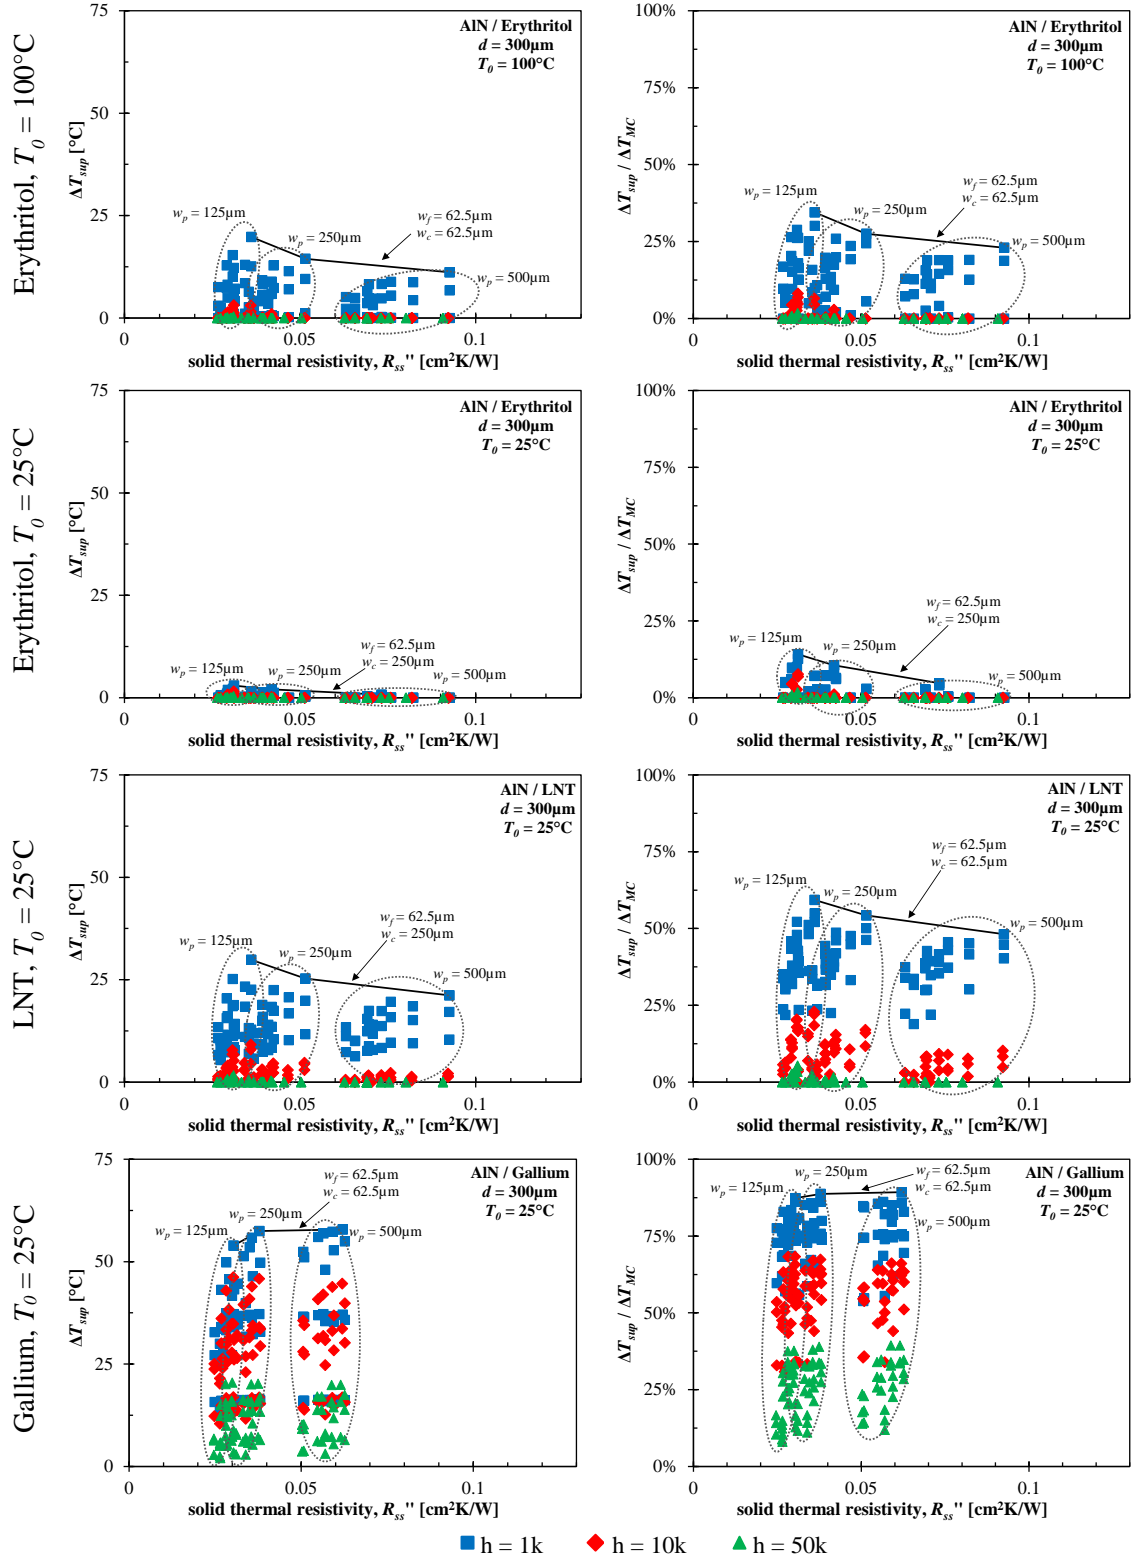 Erythritol, T0 = 100°C
75
50
25
0
ΔTsup [°C]
AlN / Erythritol
d = 300µm
T0 = 100°C
wp = 125µm
wp = 250µm
wf = 62.5µm
wc = 62.5µm
wp = 500µm
0
0.05
0.1
solid thermal resistivity, Rss'' [cm²K/W]
100%
75%
50%
25%
0%
ΔTsup / ΔTMC
AlN / Erythritol
d = 300µm
T0 = 100°C
wp = 125µm
wp = 250µm
wf = 62.5µm
wc = 62.5µm
wp = 500µm
0
0.05
0.1
solid thermal resistivity, Rss'' [cm²K/W]
Erythritol, T0 = 25°C
75
50
25
0
ΔTsup [°C]
AlN / Erythritol
d = 300µm
T0 = 25°C
wp = 125µm
wp = 250µm
wf = 62.5µm
wc = 250µm
wp = 500µm
0
0.05
0.1
solid thermal resistivity, Rss'' [cm²K/W]
100%
75%
50%
25%
0%
ΔTsup / ΔTMC
AlN / Erythritol
d = 300µm
T0 = 25°C
wp = 125µm
wp = 250µm
wf = 62.5µm
wc = 250µm
wp = 500µm
0
0.05
0.1
solid thermal resistivity, Rss'' [cm²K/W]
LNT, T0 = 25°C
75
50
25
0
ΔTsup [°C]
AlN / LNT
d = 300µm
T0 = 25°C
wp = 125µm
wp = 250µm
wf = 62.5µm
wc = 250µm
wp = 500µm
0
0.05
0.1
solid thermal resistivity, Rss'' [cm²K/W]
100%
75%
50%
25%
0%
ΔTsup / ΔTMC
AlN / LNT
d = 300µm
T0 = 25°C
wp = 125µm
wp = 250µm
wf = 62.5µm
wc = 62.5µm
wp = 500µm
0
0.05
0.1
solid thermal resistivity, Rss'' [cm²K/W]
Gallium, T0 = 25°C
75
50
25
0
ΔTsup [°C]
AlN / Gallium
d = 300µm
T0 = 25°C
wp = 125µm
wp = 250µm
wf = 62.5µm
wc = 62.5µm
wp = 500µm
0
0.05
0.1
solid thermal resistivity, Rss'' [cm²K/W]
100%
75%
50%
25%
0%
ΔTsup / ΔTMC
AlN / Gallium
d = 300µm
T0 = 25°C
wp = 125µm
wp = 250µm
wf = 62.5µm
wc = 62.5µm
wp = 500µm
0
0.05
0.1
solid thermal resistivity, Rss'' [cm²K/W]
h = 1k
h = 10k
h = 50k